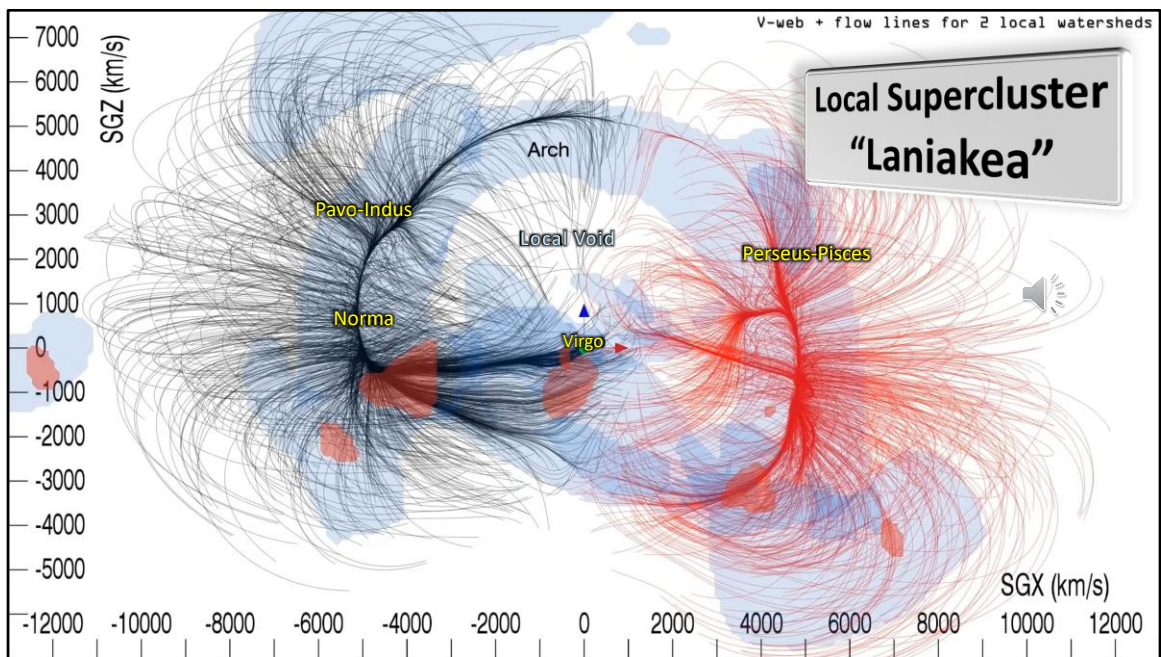 V-web + flow lines for 2 local watersheds
Local Supercluster
“Laniakea”
SGZ (km/s)
7000
6000
5000
4000
3000
2000
1000
0
-1000
-2000
-3000
-4000
-5000
Arch
Pavo-Indus
Local Void
Perseus-Pisces
Norma
Virgo
SGX (km/s)
-12000 -10000 -8000 -6000 -4000 -2000 0 2000 4000 6000 8000 10000 12000